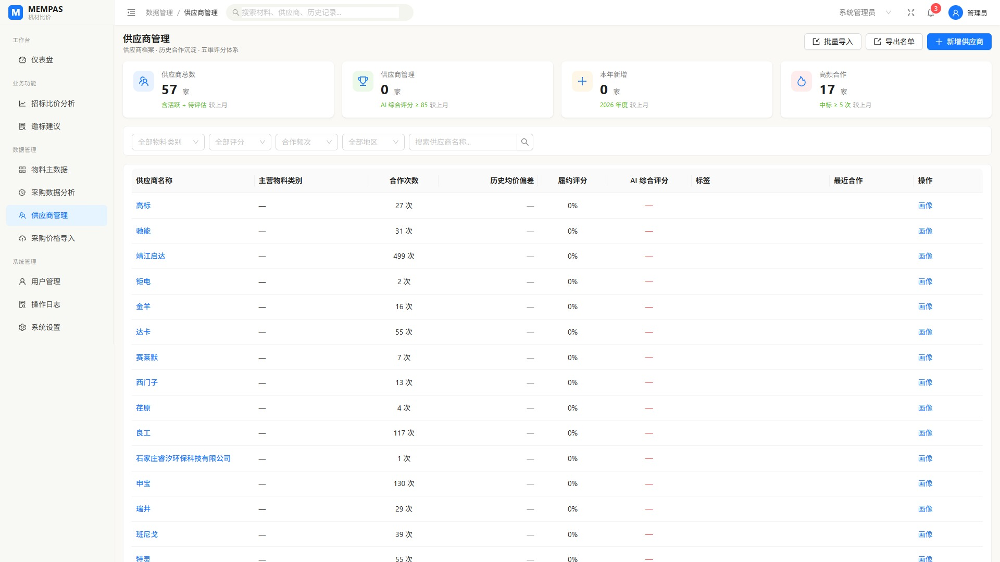 M MEMPAS
机材比价
数据管理 / 供应商管理
搜索材料、供应商、历史记录...
系统管理员
3
管理员
工作台
仪表盘
业务功能
招标比价分析
邀标建议
数据管理
物料主数据
采购数据分析
供应商管理
采购价格导入
系统管理
用户管理
操作日志
系统设置
供应商管理
供应商档案 · 历史合作沉淀 · 五维评分体系
批量导入
导出名单
新增供应商
供应商总数
57 家
含活跃 + 待评估 较上月
供应商管理
0 家
AI 综合评分 ≥ 85 较上月
本年新增
0 家
2026 年度 较上月
高频合作
17 家
中标 ≥ 5 次 较上月
全部物料类别
全部评分
合作频次
全部地区
搜索供应商名称...
供应商名称 主营物料类别 合作次数 历史均价偏差 履约评分 AI 综合评分 标签 最近合作 操作
高标 — 27 次 — 0% — 画像
驰能 — 31 次 — 0% — 画像
靖江启达 — 499 次 — 0% — 画像
钜电 — 2 次 — 0% — 画像
金羊 — 16 次 — 0% — 画像
达卡 — 55 次 — 0% — 画像
赛莱默 — 7 次 — 0% — 画像
西门子 — 13 次 — 0% — 画像
荏原 — 4 次 — 0% — 画像
良工 — 117 次 — 0% — 画像
石家庄睿汐环保科技有限公司 — 1 次 — 0% — 画像
申宝 — 130 次 — 0% — 画像
瑞井 — 29 次 — 0% — 画像
班尼戈 — 39 次 — 0% — 画像
特灵 — 55 次 — 0% — 画像